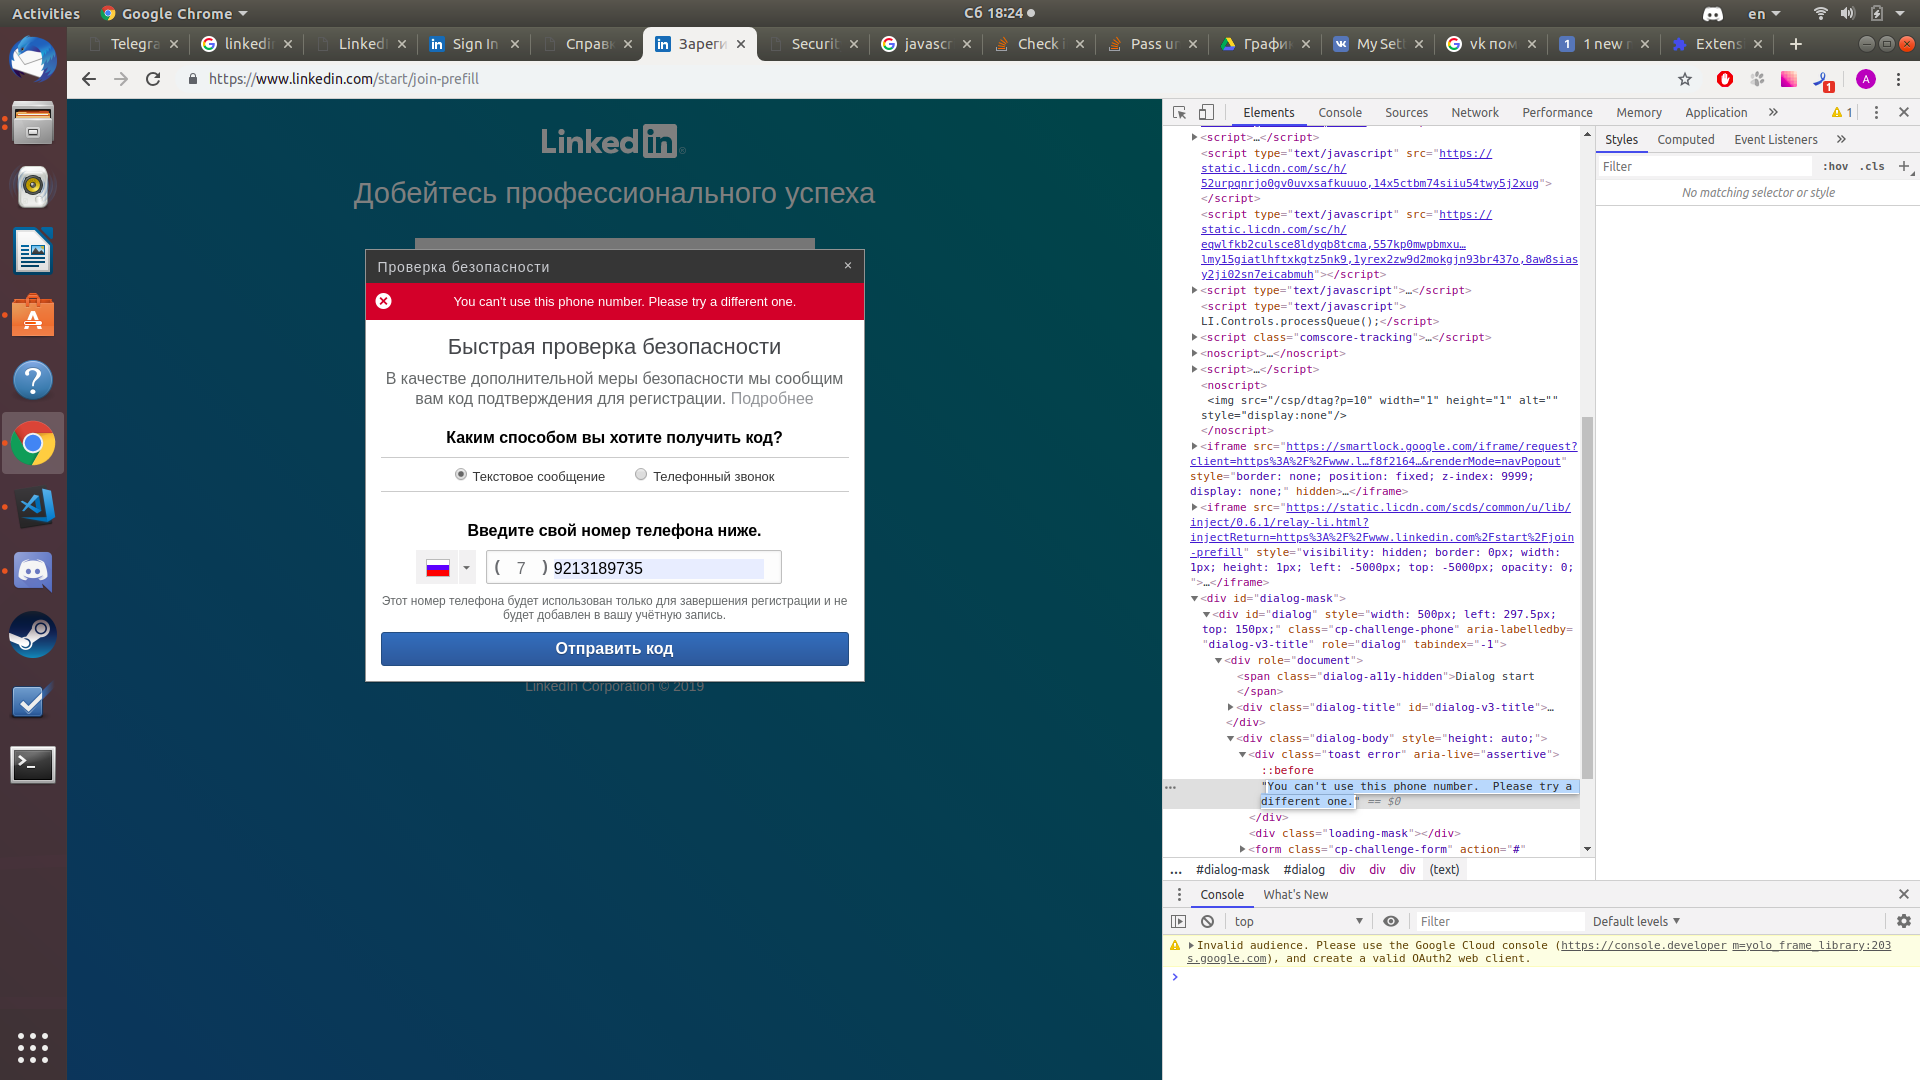 Activities
Google Chrome
Сб 18:24
en
Telegra
linkedin
Linked
Sign In
Справк
Зареги
Securit
javascr
Check i
Pass ur
График
My Sett
vk пом
1 new
Extens
https://www.linkedin.com/start/join-prefill
1
A
LinkedIn®
Добейтесь профессионального успеха
Проверка безопасности
You can't use this phone number. Please try a different one.
Быстрая проверка безопасности
В качестве дополнительной меры безопасности мы сообщим
вам код подтверждения для регистрации. Подробнее
Каким способом вы хотите получить код?
Текстовое сообщение
Телефонный звонок
Введите свой номер телефона ниже.
( 7 ) 9213189735
Этот номер телефона будет использован только для завершения регистрации и не
будет добавлен в вашу учётную запись.
Отправить код
LinkedIn Corporation © 2019
Elements Console Sources Network Performance Memory Application » 1
<script>…</script>
<script type="text/javascript" src="https://
static.licdn.com/sc/h/
52urpqnrjo0gv0uvxsafkuuuo,14x5ctbm74siiu54twy5j2xug">
</script>
<script type="text/javascript" src="https://
static.licdn.com/sc/h/
eqwlfkb2culsce8ldyqb8tcma,557kp0mwpbmxu…
lmy15giatlhftxkgtz5nk9,1yrex2zw9d2mokgjn93br437o,8aw8sias
y2ji02sn7eicabmuh"></script>
<script type="text/javascript">…</script>
<script type="text/javascript">
LI.Controls.processQueue();</script>
<script class="comscore-tracking">…</script>
<noscript>…</noscript>
<script>…</script>
<noscript>
<img src="/csp/dtag?p=10" width="1" height="1" alt=""
style="display:none"/>
</noscript>
<iframe src="https://smartlock.google.com/iframe/request?
client=https%3A%2F%2Fwww.l…f8f2164…&renderMode=navPopout"
style="border: none; position: fixed; z-index: 9999;
display: none;" hidden>…</iframe>
<iframe src="https://static.licdn.com/scds/common/u/lib/
inject/0.6.1/relay-li.html?
injectReturn=https%3A%2F%2Fwww.linkedin.com%2Fstart%2Fjoin
-prefill" style="visibility: hidden; border: 0px; width:
1px; height: 1px; left: -5000px; top: -5000px; opacity: 0;
">…</iframe>
<div id="dialog-mask">
<div id="dialog" style="width: 500px; left: 297.5px;
top: 150px;" class="cp-challenge-phone" aria-labelledby=
"dialog-v3-title" role="dialog" tabindex="-1">
<div role="document">
<span class="dialog-a11y-hidden">Dialog start
</span>
<div class="dialog-title" id="dialog-v3-title">…
</div>
<div class="dialog-body" style="height: auto;">
<div class="toast error" aria-live="assertive">
::before
"You can't use this phone number.  Please try a
different one." == $0
</div>
<div class="loading-mask"></div>
<form class="cp-challenge-form" action="#"
… #dialog-mask #dialog div div div (text)
Styles Computed Event Listeners »
Filter :hov .cls +
No matching selector or style
Console What's New
top Filter Default levels ▼
Invalid audience. Please use the Google Cloud console (https://console.developer m=yolo_frame_library:203
s.google.com), and create a valid OAuth2 web client.